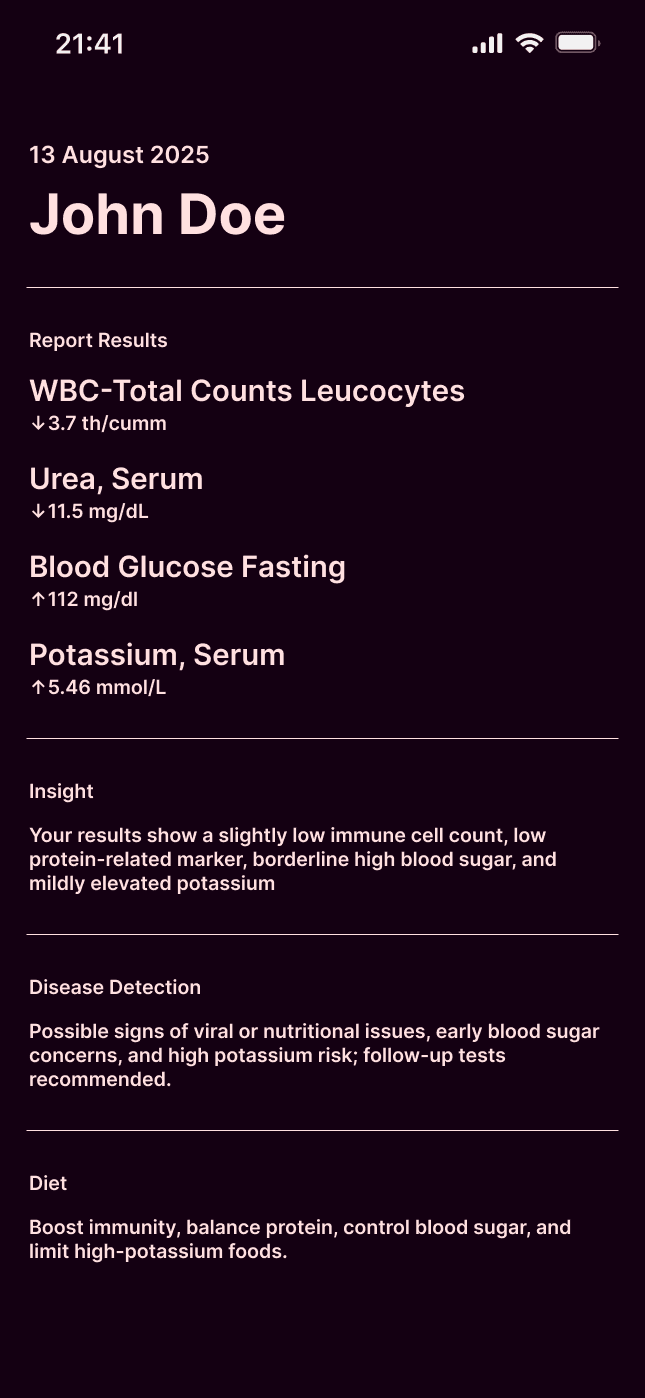 21:41
13 August 2025
John Doe
Report Results
WBC-Total Counts Leucocytes
↓3.7 th/cumm
Urea, Serum
↓11.5 mg/dL
Blood Glucose Fasting
↑112 mg/dl
Potassium, Serum
↑5.46 mmol/L
Insight
Your results show a slightly low immune cell count, low
protein-related marker, borderline high blood sugar, and
mildly elevated potassium
Disease Detection
Possible signs of viral or nutritional issues, early blood sugar
concerns, and high potassium risk; follow-up tests
recommended.
Diet
Boost immunity, balance protein, control blood sugar, and
limit high-potassium foods.